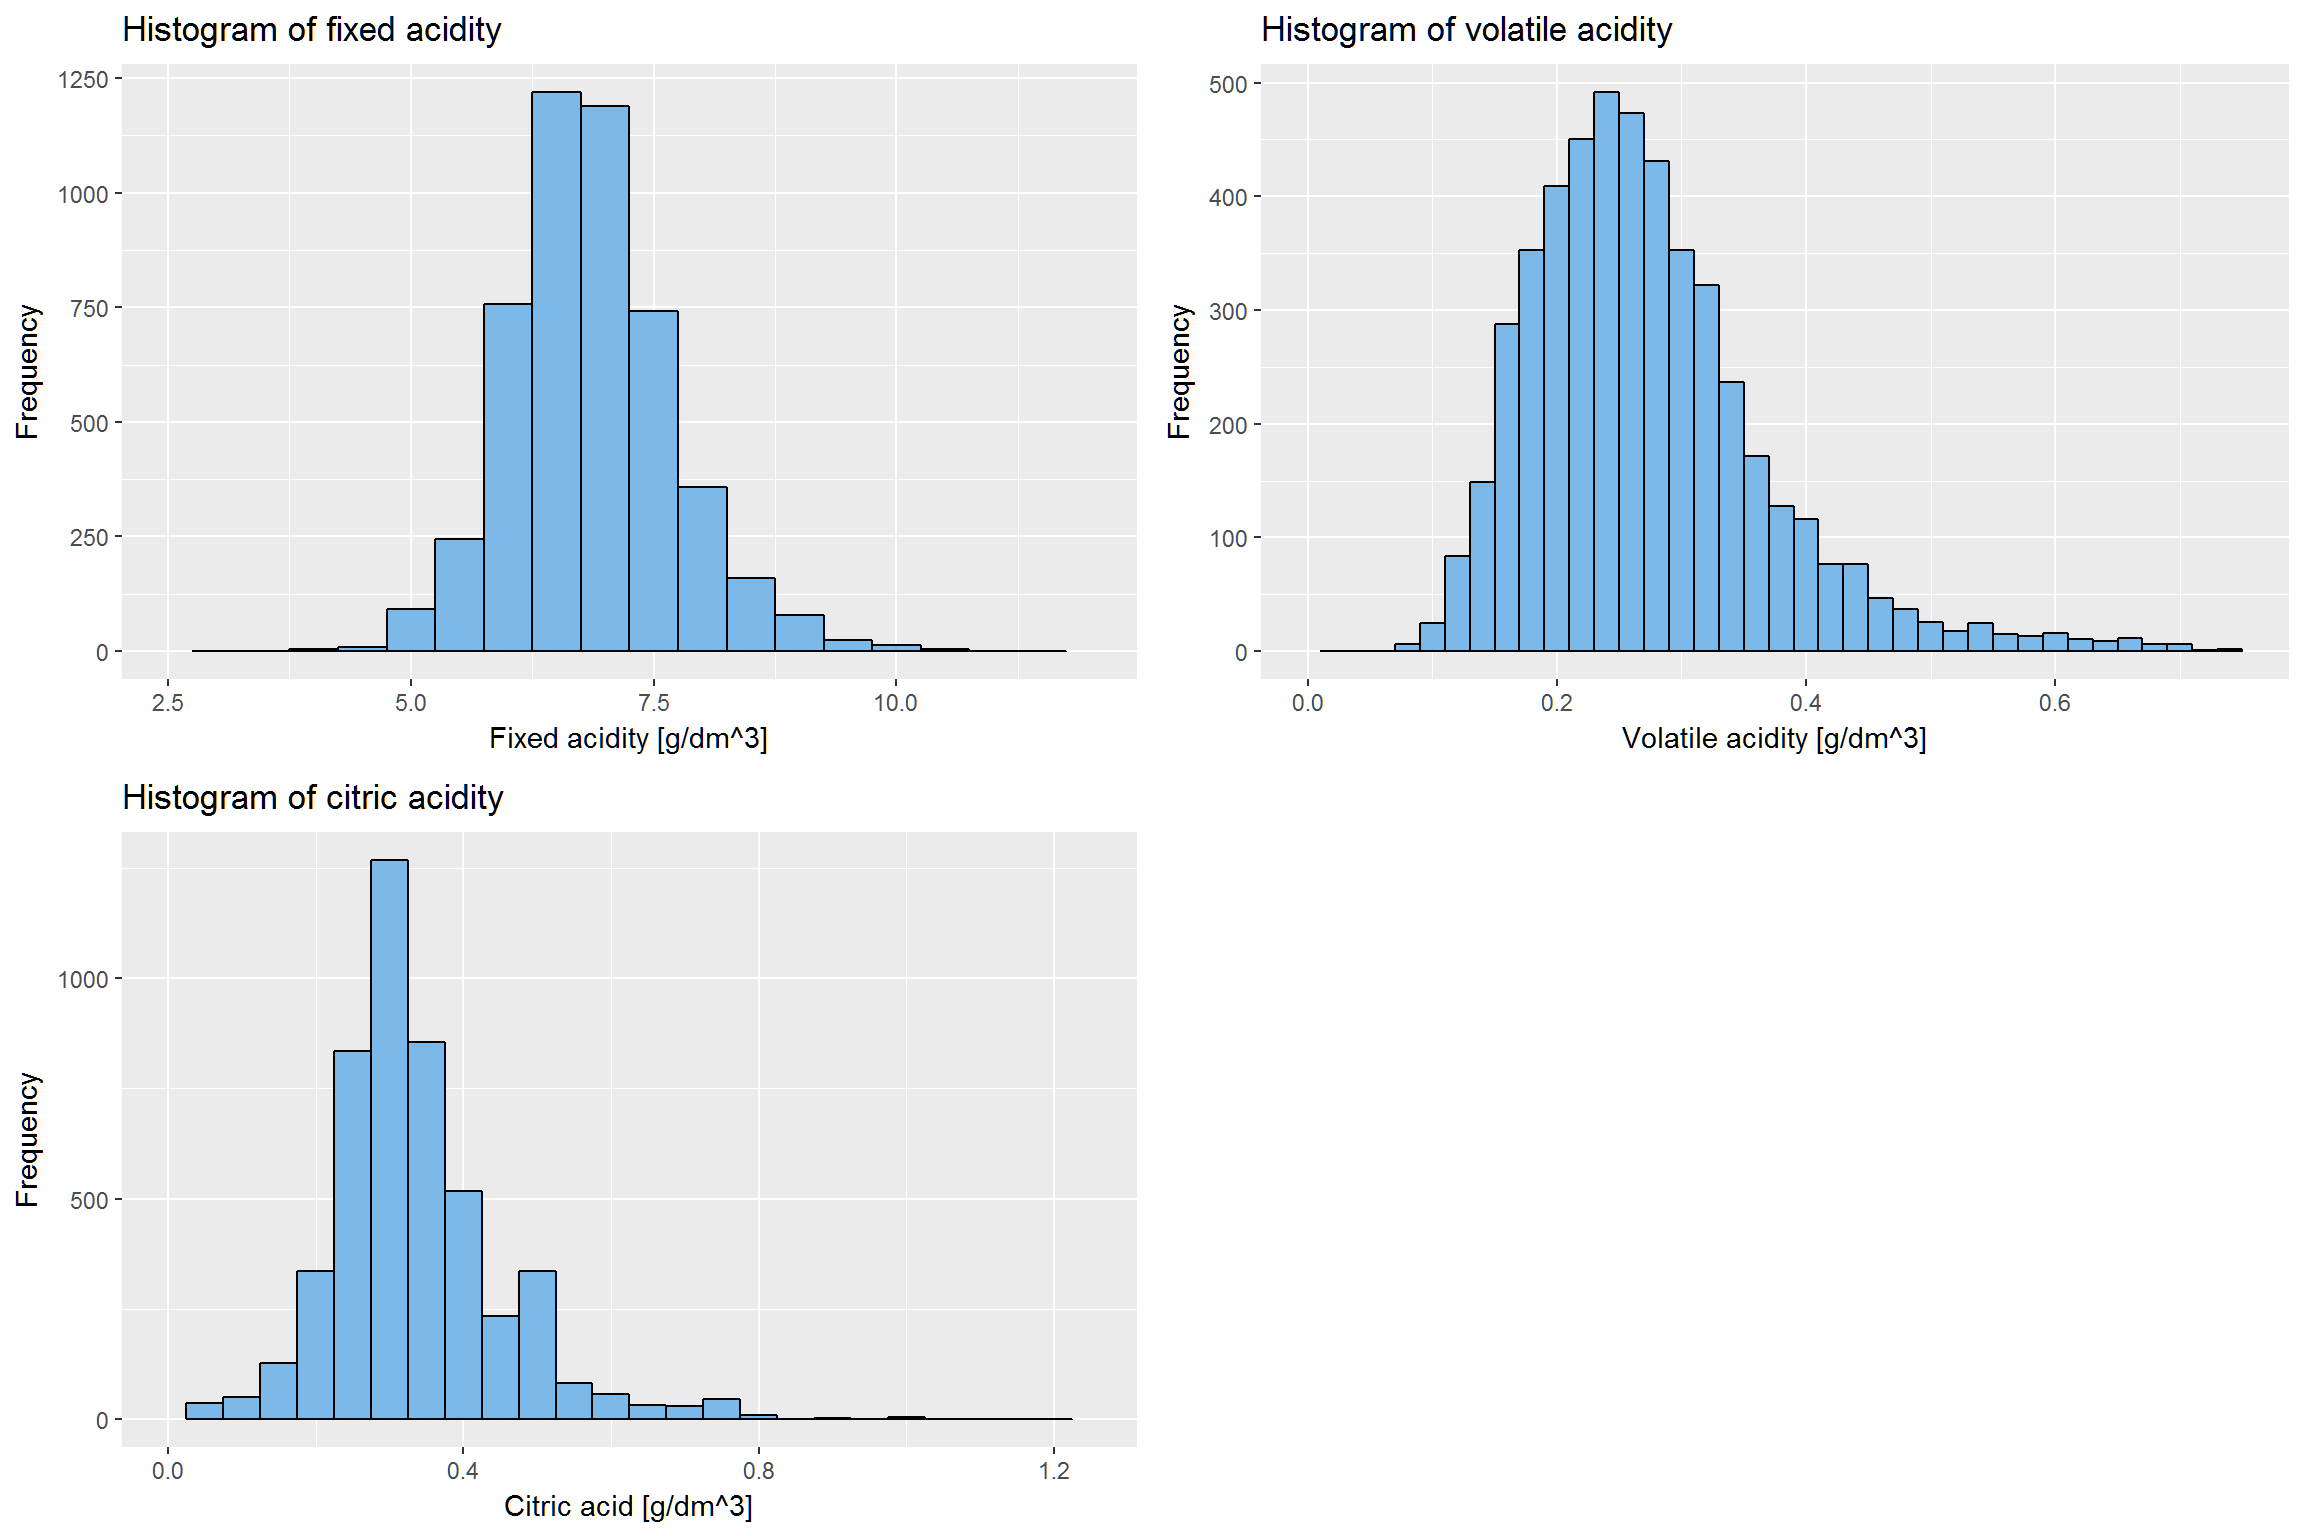 Histogram of fixed acidity
1250
1000
750
500
250
0
Frequency
2.5 5.0 7.5 10.0
Fixed acidity [g/dm^3]
Histogram of volatile acidity
500
400
300
200
100
0
Frequency
0.0 0.2 0.4 0.6
Volatile acidity [g/dm^3]
Histogram of citric acidity
1000
500
0
Frequency
0.0 0.4 0.8 1.2
Citric acid [g/dm^3]